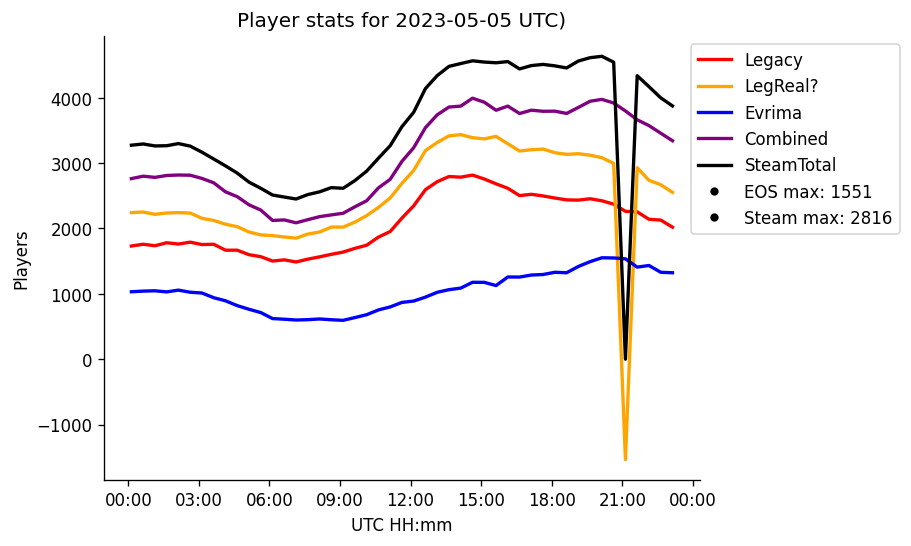 Player stats for 2023-05-05 UTC)
Legacy
LegReal?
Evrima
Combined
SteamTotal
EOS max: 1551
Steam max: 2816
Players
4000
3000
2000
1000
0
−1000
00:00 03:00 06:00 09:00 12:00 15:00 18:00 21:00 00:00
UTC HH:mm